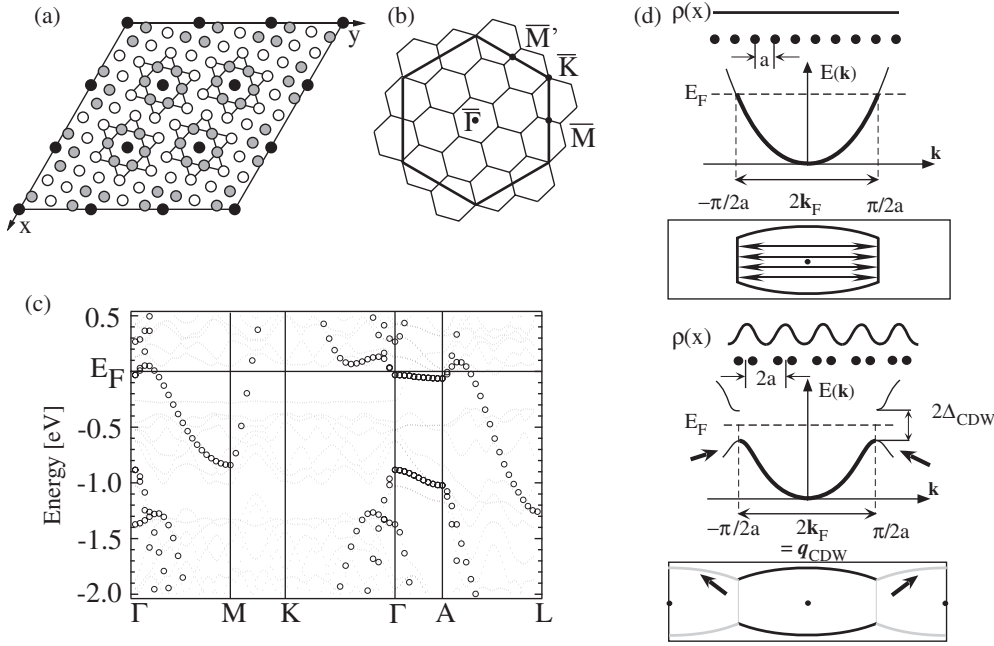 (a)
y
x
(b)
M̅'
K̅
Γ̅
M̅
(c)
Energy [eV]
0.5
E_F
-0.5
-1.0
-1.5
-2.0
Γ M K Γ A L
(d)
ρ(x)
a
E(k)
E_F
k
−π/2a 2k_F π/2a
ρ(x)
2a
E(k)
2Δ_CDW
E_F
k
−π/2a 2k_F π/2a
= q_CDW